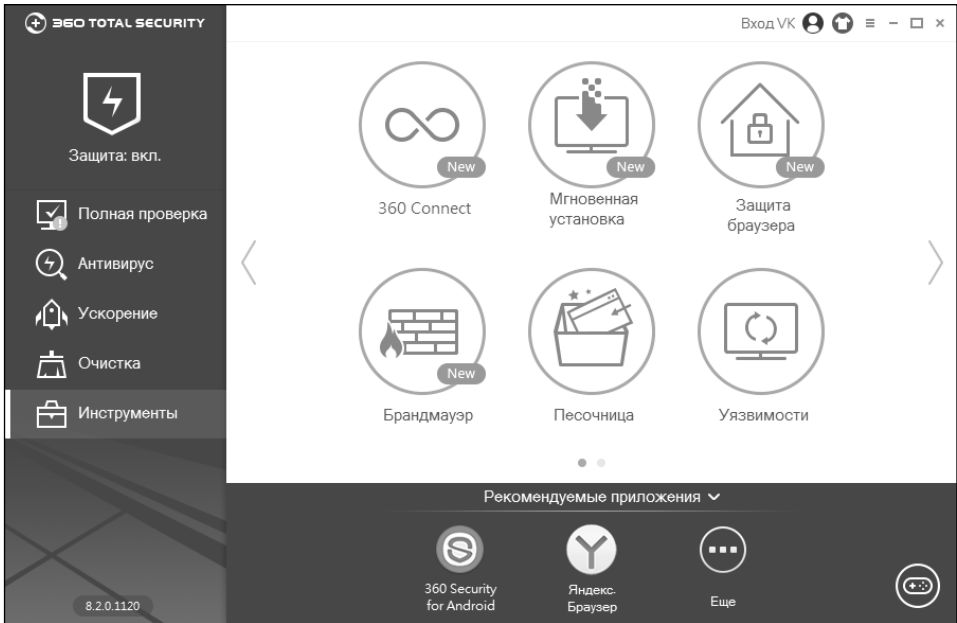 360 TOTAL SECURITY
Вход VK
Защита: вкл.
Полная проверка
Антивирус
Ускорение
Очистка
Инструменты
8.2.0.1120
New
New
New
360 Connect
Мгновенная
установка
Защита
браузера
New
Брандмауэр
Песочница
Уязвимости
Рекомендуемые приложения
360 Security
for Android
Яндекс.
Браузер
Еще